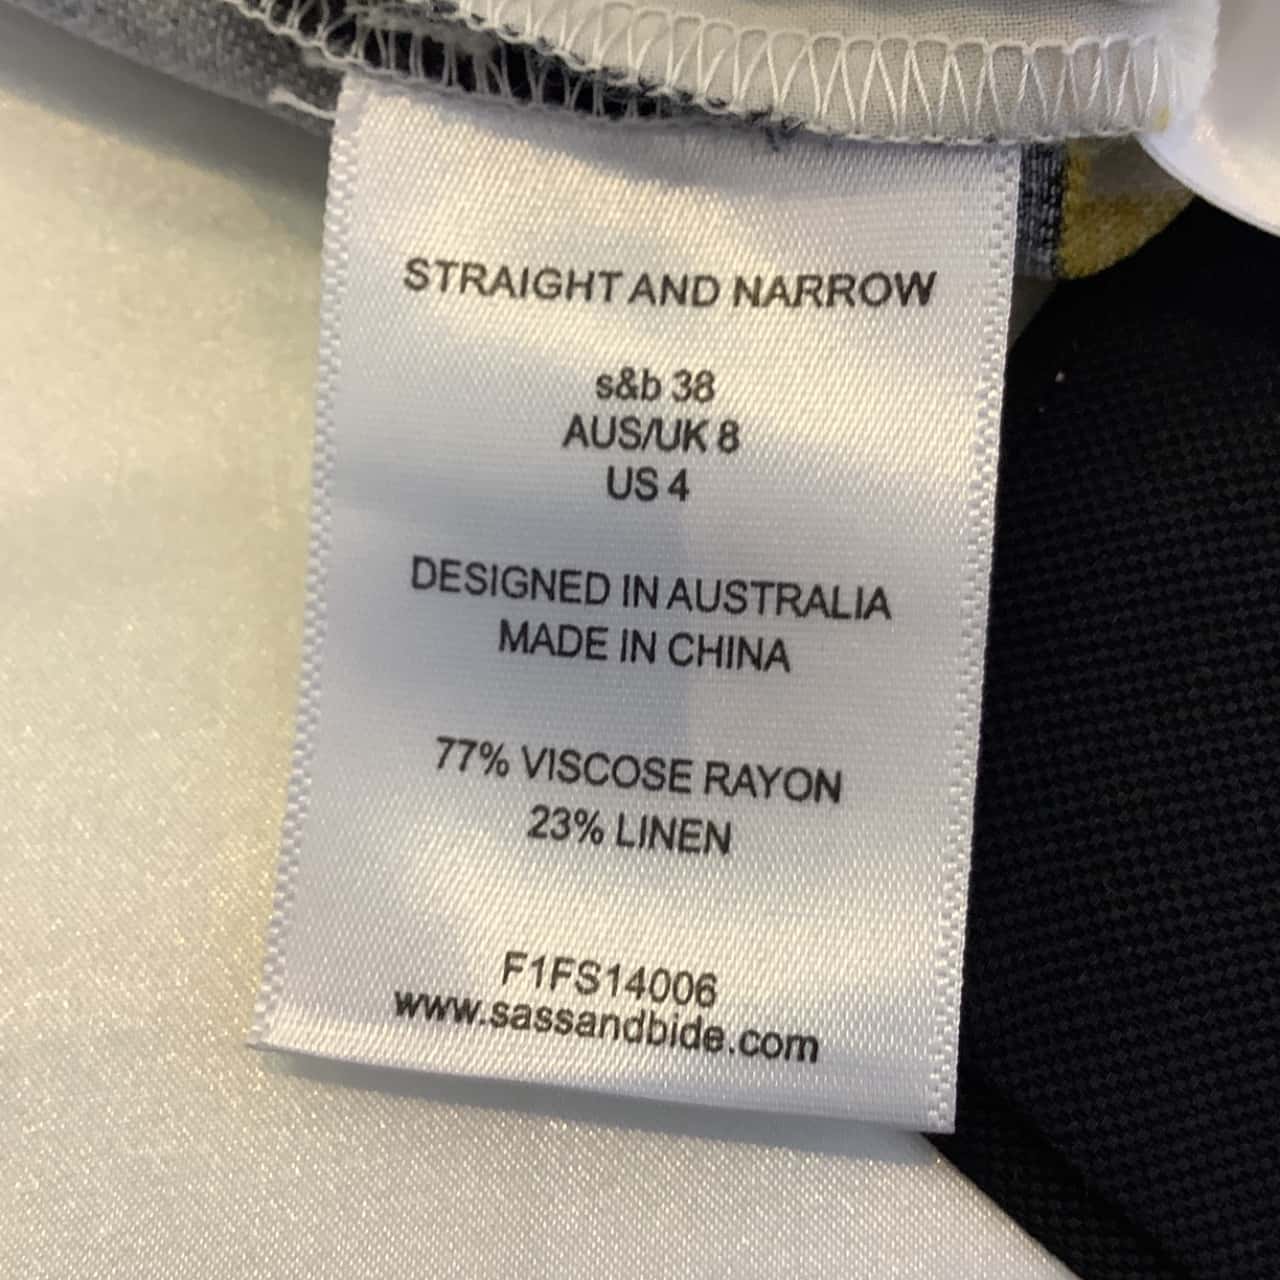 STRAIGHT AND NARROW
s&b 38
AUS/UK 8
US 4
DESIGNED IN AUSTRALIA
MADE IN CHINA
77% VISCOSE RAYON
23% LINEN
F1FS14006
www.sassandbide.com